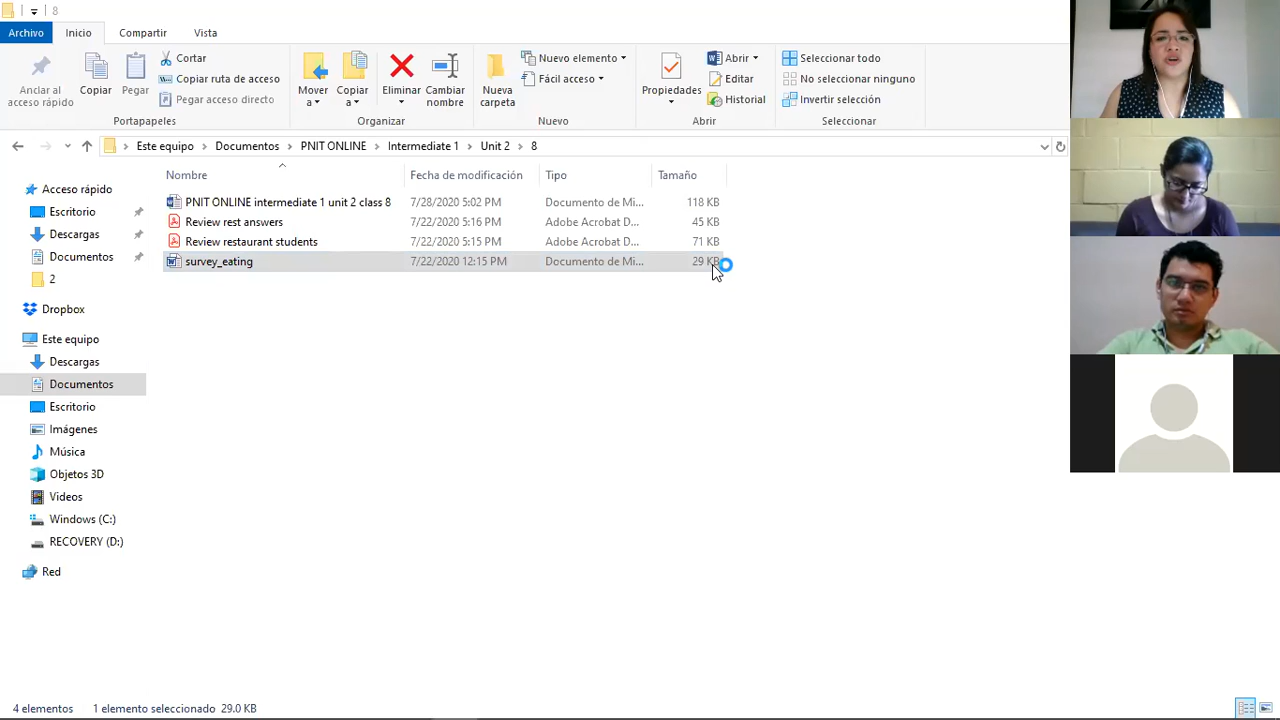 8
Archivo Inicio Compartir Vista
Anclar al acceso rápido
Copiar
Pegar
Cortar
Copiar ruta de acceso
Pegar acceso directo
Portapapeles
Mover a
Copiar a
Eliminar
Cambiar nombre
Organizar
Nueva carpeta
Nuevo elemento
Fácil acceso
Nuevo
Propiedades
Abrir
Editar
Historial
Abrir
Seleccionar todo
No seleccionar ninguno
Invertir selección
Seleccionar
Este equipo > Documentos > PNIT ONLINE > Intermediate 1 > Unit 2 > 8
Nombre Fecha de modificación Tipo Tamaño
PNIT ONLINE intermediate 1 unit 2 class 8 7/28/2020 5:02 PM Documento de Mi... 118 KB
Review rest answers 7/22/2020 5:16 PM Adobe Acrobat D... 45 KB
Review restaurant students 7/22/2020 5:15 PM Adobe Acrobat D... 71 KB
survey_eating 7/22/2020 12:15 PM Documento de Mi... 29 KB
Acceso rápido
Escritorio
Descargas
Documentos
2
Dropbox
Este equipo
Descargas
Documentos
Escritorio
Imágenes
Música
Objetos 3D
Videos
Windows (C:)
RECOVERY (D:)
Red
4 elementos 1 elemento seleccionado 29.0 KB